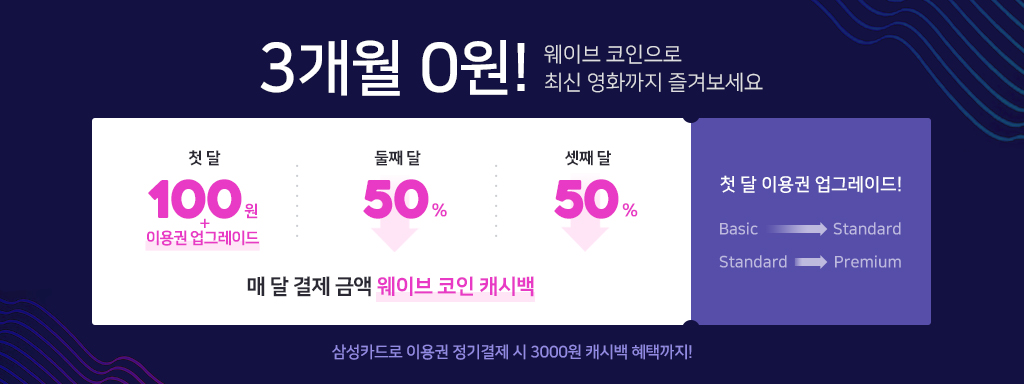 3개월 0원!
웨이브 코인으로
최신 영화까지 즐겨보세요
첫 달
100원
+
이용권 업그레이드
둘째 달
50%
셋째 달
50%
매 달 결제 금액 웨이브 코인 캐시백
첫 달 이용권 업그레이드!
Basic Standard
Standard Premium
삼성카드로 이용권 정기결제 시 3000원 캐시백 혜택까지!